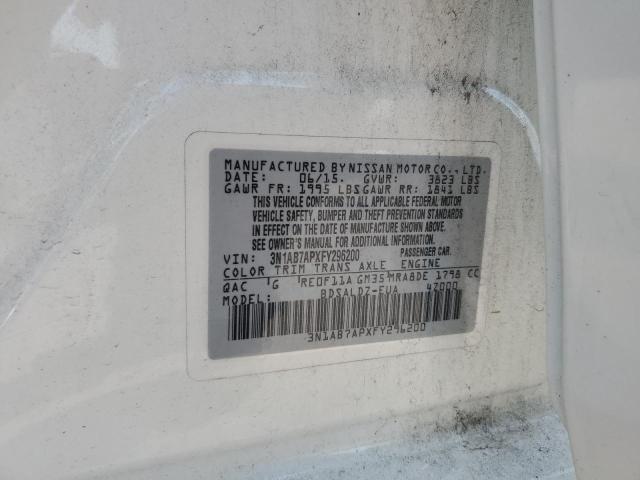 MANUFACTURED BY NISSAN MOTOR CO., LTD.
DATE: 06/15. GVWR: 3823 LBS
GAWR FR: 1995 LBS GAWR RR: 1841 LBS
THIS VEHICLE CONFORMS TO ALL APPLICABLE FEDERAL MOTOR
VEHICLE SAFETY, BUMPER AND THEFT PREVENTION STANDARDS
IN EFFECT ON THE DATE OF MANUFACTURE SHOWN ABOVE.
SEE OWNER'S MANUAL FOR ADDITIONAL INFORMATION.
VIN: 3N1AB7APXFY296200 PASSENGER CAR.
COLOR TRIM TRANS AXLE ENGINE
QAC G RE0F11A GM35 MRA8DE 1798 CC
BDSALDZ-EUA 4Z000
3N1AB7APXFY296200